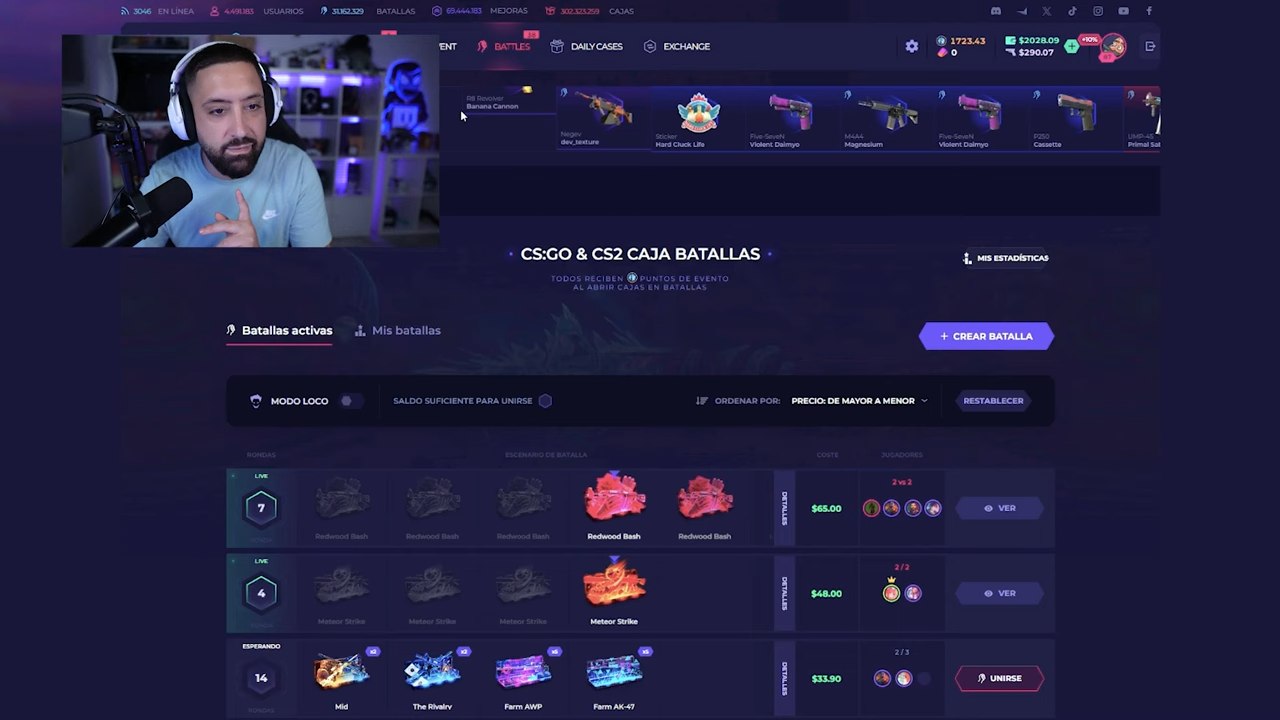 3046 EN LÍNEA 4.491.183 USUARIOS 31.162.329 BATALLAS 69.444.183 MEJORAS 302.323.259 CAJAS
ENT BATTLES 28 DAILY CASES EXCHANGE
1723.43
0
$2028.09
$290.07
+10%
R8 Revolver
Banana Cannon
Negev
dev_texture
Sticker
Hard Cluck Life
Five-SeveN
Violent Daimyo
M4A4
Magnesium
Five-SeveN
Violent Daimyo
P250
Cassette
UMP-45
Primal Sa
CS:GO & CS2 CAJA BATALLAS
TODOS RECIBEN PUNTOS DE EVENTO
AL ABRIR CAJAS EN BATALLAS
MIS ESTADÍSTICAS
Batallas activas Mis batallas
+ CREAR BATALLA
MODO LOCO SALDO SUFICIENTE PARA UNIRSE ORDENAR POR: PRECIO: DE MAYOR A MENOR RESTABLECER
RONDAS ESCENARIO DE BATALLA COSTE JUGADORES
LIVE
7
Redwood Bash Redwood Bash Redwood Bash Redwood Bash Redwood Bash
DETALLES
$65.00
2 vs 2
VER
LIVE
4
Meteor Strike Meteor Strike Meteor Strike Meteor Strike
DETALLES
$48.00
2 / 2
VER
ESPERANDO
14
RONDAS
x2
Mid
The Rivalry
x5
Farm AWP
x5
Farm AK-47
DETALLES
$33.90
2 / 3
UNIRSE